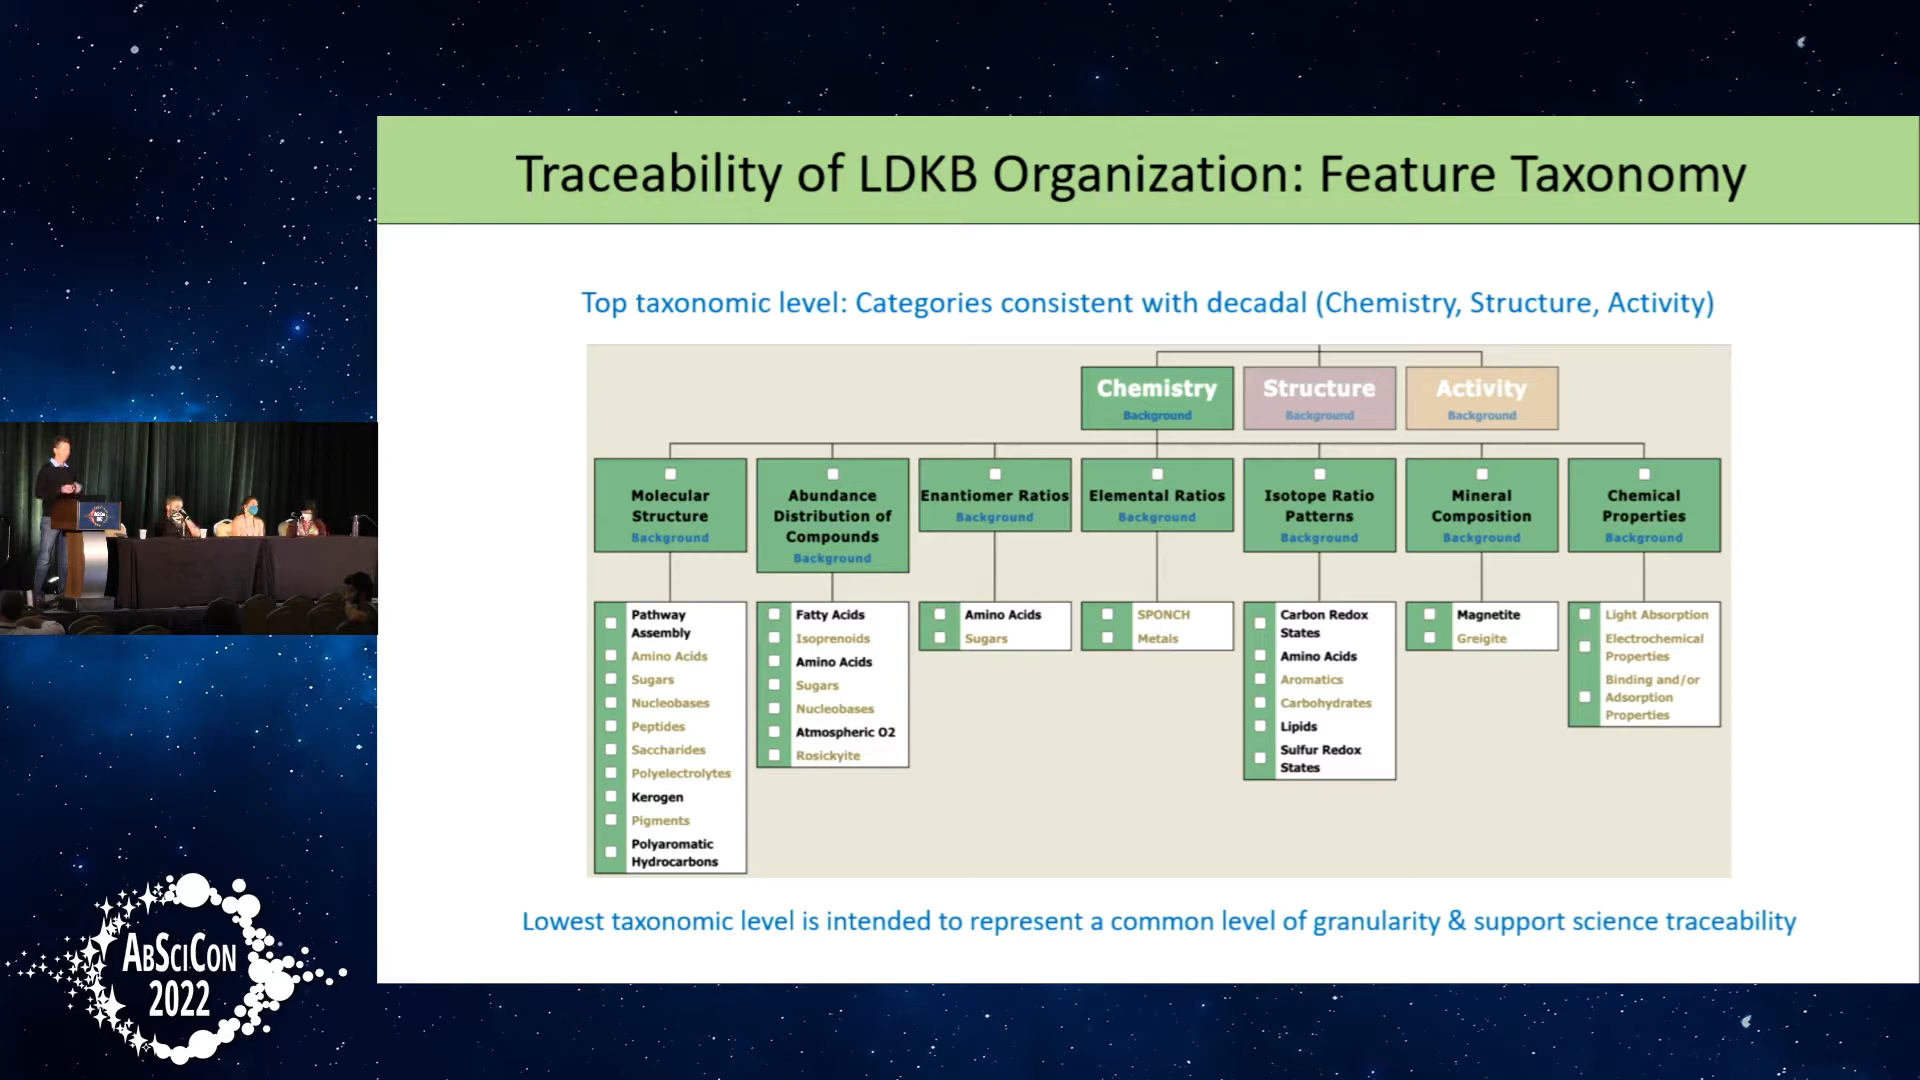 Traceability of LDKB Organization: Feature Taxonomy
Top taxonomic level: Categories consistent with decadal (Chemistry, Structure, Activity)
Chemistry
Background
Structure
Background
Activity
Background
Molecular
Structure
Background
Abundance
Distribution of
Compounds
Background
Enantiomer Ratios
Background
Elemental Ratios
Background
Isotope Ratio
Patterns
Background
Mineral
Composition
Background
Chemical
Properties
Background
Pathway
Assembly
Amino Acids
Sugars
Nucleobases
Peptides
Saccharides
Polyelectrolytes
Kerogen
Pigments
Polyaromatic
Hydrocarbons
Fatty Acids
Isoprenoids
Amino Acids
Sugars
Nucleobases
Atmospheric O2
Rosickyite
Amino Acids
Sugars
SPONCH
Metals
Carbon Redox
States
Amino Acids
Aromatics
Carbohydrates
Lipids
Sulfur Redox
States
Magnetite
Greigite
Light Absorption
Electrochemical
Properties
Binding and/or
Adsorption
Properties
Lowest taxonomic level is intended to represent a common level of granularity & support science traceability
ABSCICON
2022